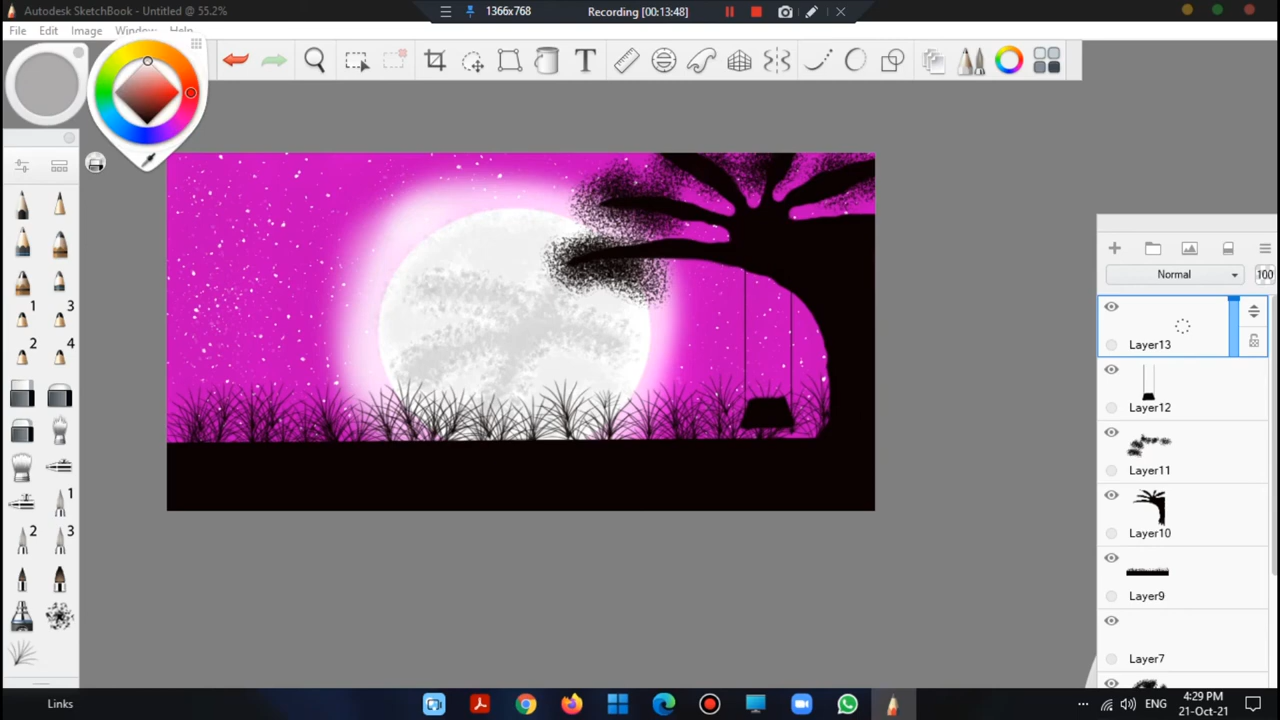 Autodesk SketchBook - Untitled @ 55.2%
1366x768
Recording [00:13:48]
File Edit Image Window Help
T
Normal
100
Layer13
Layer12
Layer11
Layer10
Layer9
Layer7
1
3
2
4
1
2
3
Links
ENG
4:29 PM
21-Oct-21